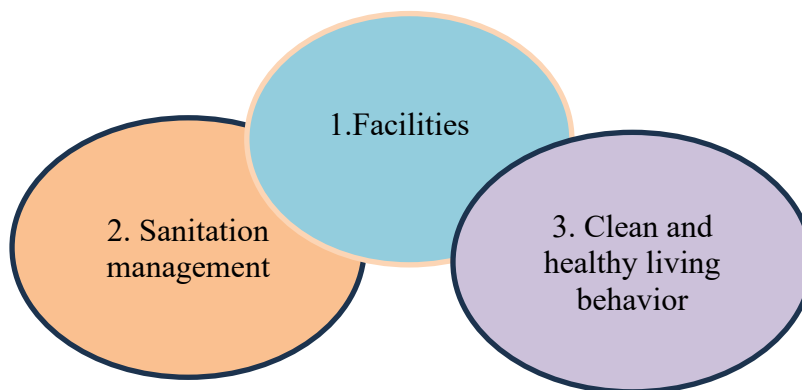 1.Facilities
2. Sanitation
management
3. Clean and
healthy living
behavior